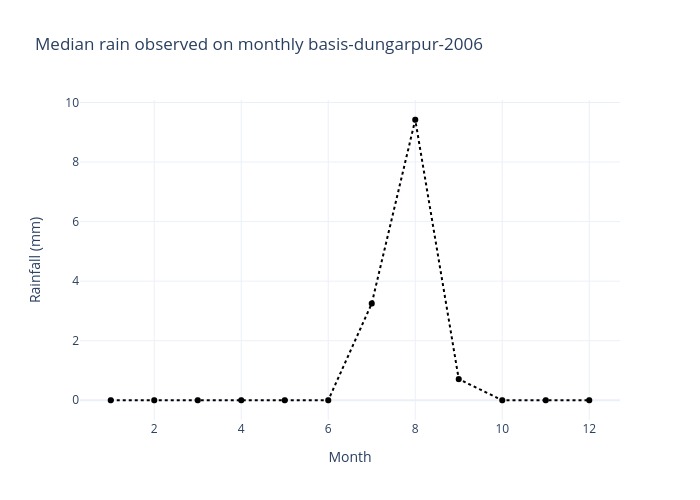 Median rain observed on monthly basis-dungarpur-2006
10
8
6
4
2
0
Rainfall (mm)
2 4 6 8 10 12
Month